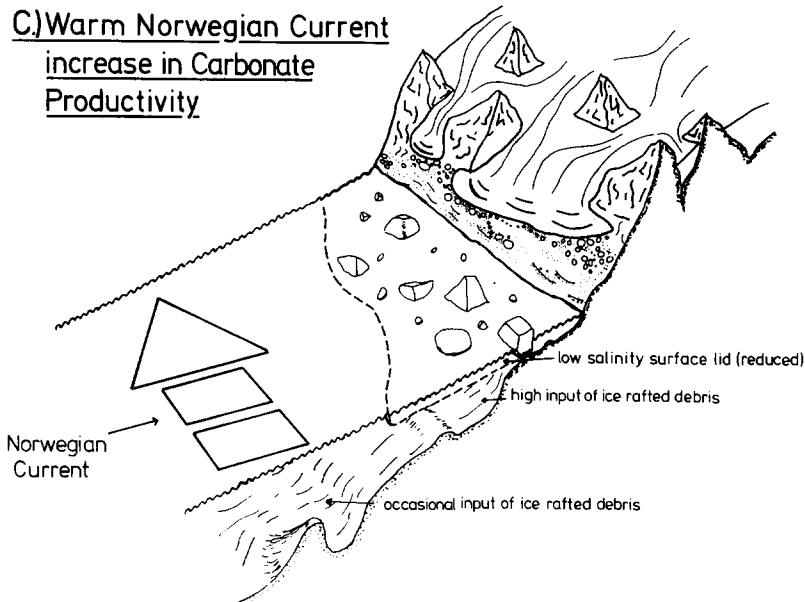 C.) Warm Norwegian Current
increase in Carbonate
Productivity
low salinity surface lid (reduced)
high input of ice rafted debris
Norwegian
Current
occasional input of ice rafted debris